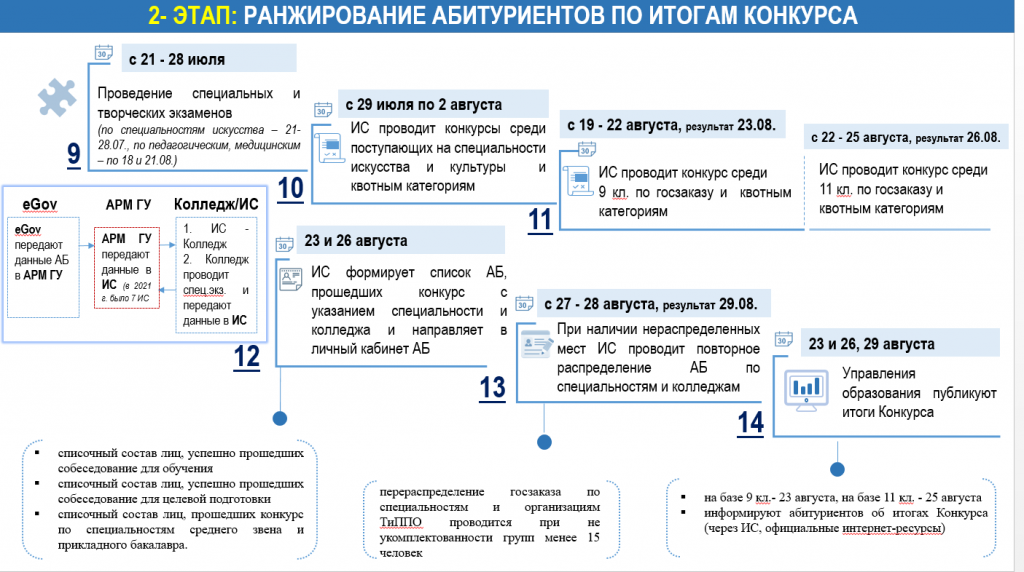 2- ЭТАП: РАНЖИРОВАНИЕ АБИТУРИЕНТОВ ПО ИТОГАМ КОНКУРСА
30
с 21 - 28 июля
Проведение специальных и
творческих экзаменов
(по специальностям искусства – 21-
28.07., по педагогическим, медицинским
– по 18 и 21.08.)
9
30
с 29 июля по 2 августа
ИС проводит конкурсы среди
поступающих на специальности
искусства и культуры и
квотным категориям
10
с 19 - 22 августа, результат 23.08.
30
ИС проводит конкурс среди
9 кл. по госзаказу и квотным
категориям
11
с 22 - 25 августа, результат 26.08.
ИС проводит конкурс среди
11 кл. по госзаказу и
квотным категориям
eGov
АРМ ГУ
Колледж/ИС
eGov
передают
данные АБ
в АРМ ГУ
АРМ ГУ
передают
данные в
ИС (в 2021
г. было 7 ИС
1. ИС -
Колледж
2. Колледж
проводит
спец.экз. и
передают
данные в ИС
30
23 и 26 августа
ИС формирует список АБ,
прошедших конкурс с
указанием специальности и
колледжа и направляет в
личный кабинет АБ
12
30
с 27 - 28 августа, результат 29.08.
При наличии нераспределенных
мест ИС проводит повторное
распределение АБ по
специальностям и колледжам
13
30
23 и 26, 29 августа
Управления
образования публикуют
итоги Конкурса
14
▪ списочный состав лиц, успешно прошедших
собеседование для обучения
▪ списочный состав лиц, успешно прошедших
собеседование для целевой подготовки
▪ списочный состав лиц, прошедших конкурс
по специальностям среднего звена и
прикладного бакалавра.
перераспределение госзаказа по
специальностям и организациям
ТиППО проводится при не
укомплектованности групп менее 15
человек
▪ на базе 9 кл.- 23 августа, на базе 11 кл. - 25 августа
▪ информируют абитуриентов об итогах Конкурса
(через ИС, официальные интернет-ресурсы)